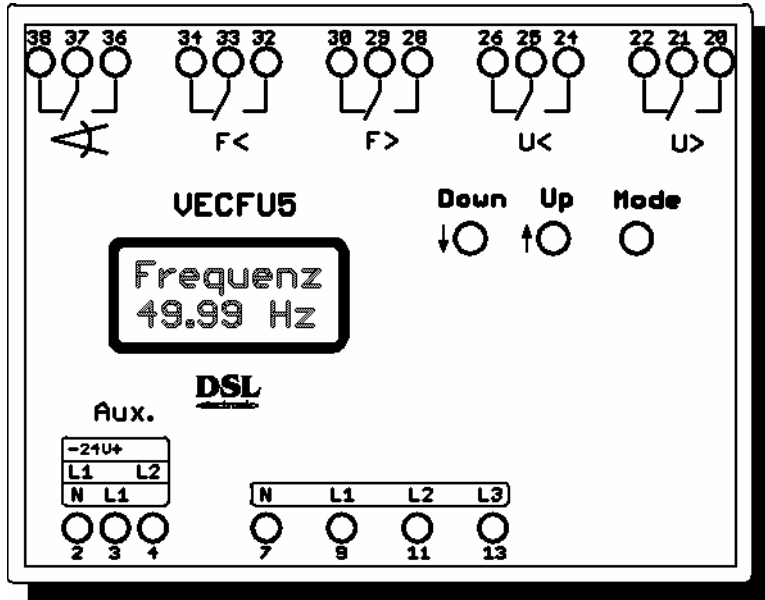 38 37 36 34 33 32 30 29 28 26 25 24 22 21 20
F< F> U< U>
VECFU5
Down Up Mode
Frequenz
49.99 Hz
DSL
electronic
Aux.
-24V+
L1 L2
N L1
N L1 L2 L3
2 3 4 7 9 11 13